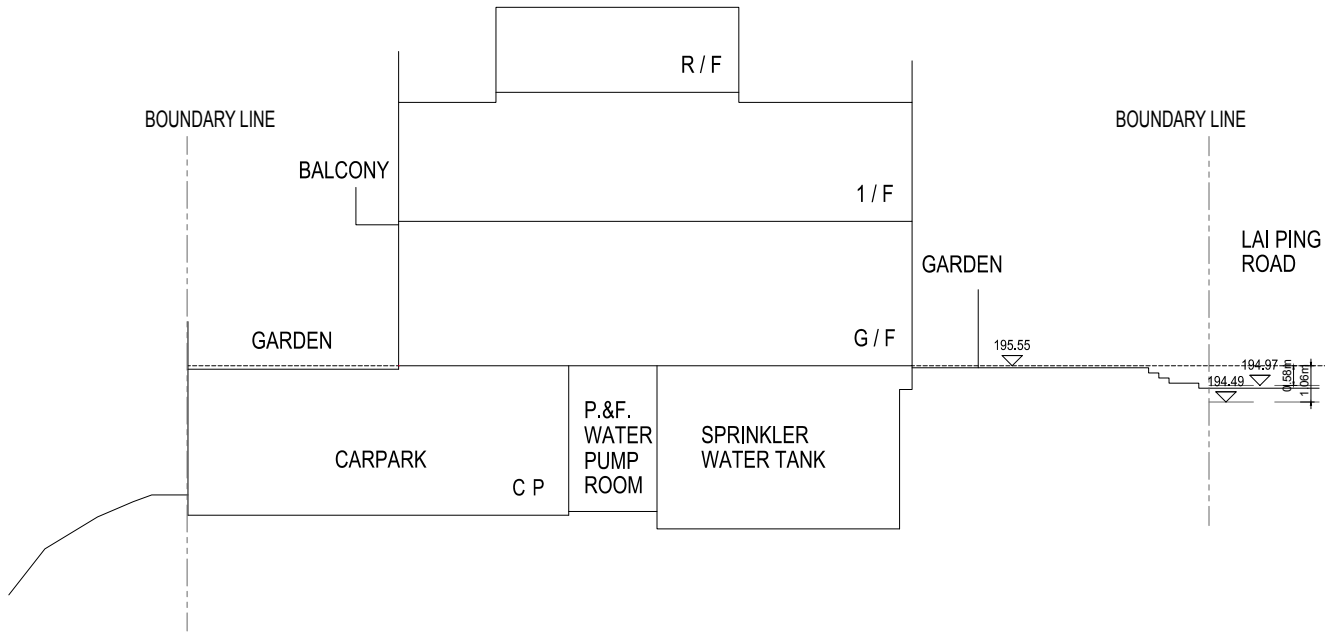 R / F
BOUNDARY LINE
BOUNDARY LINE
BALCONY
1 / F
LAI PING
ROAD
GARDEN
GARDEN
G / F
195.55
194.97
194.49
0.58m
1.06m
P.&F.
WATER
PUMP
ROOM
SPRINKLER
WATER TANK
CARPARK
C P